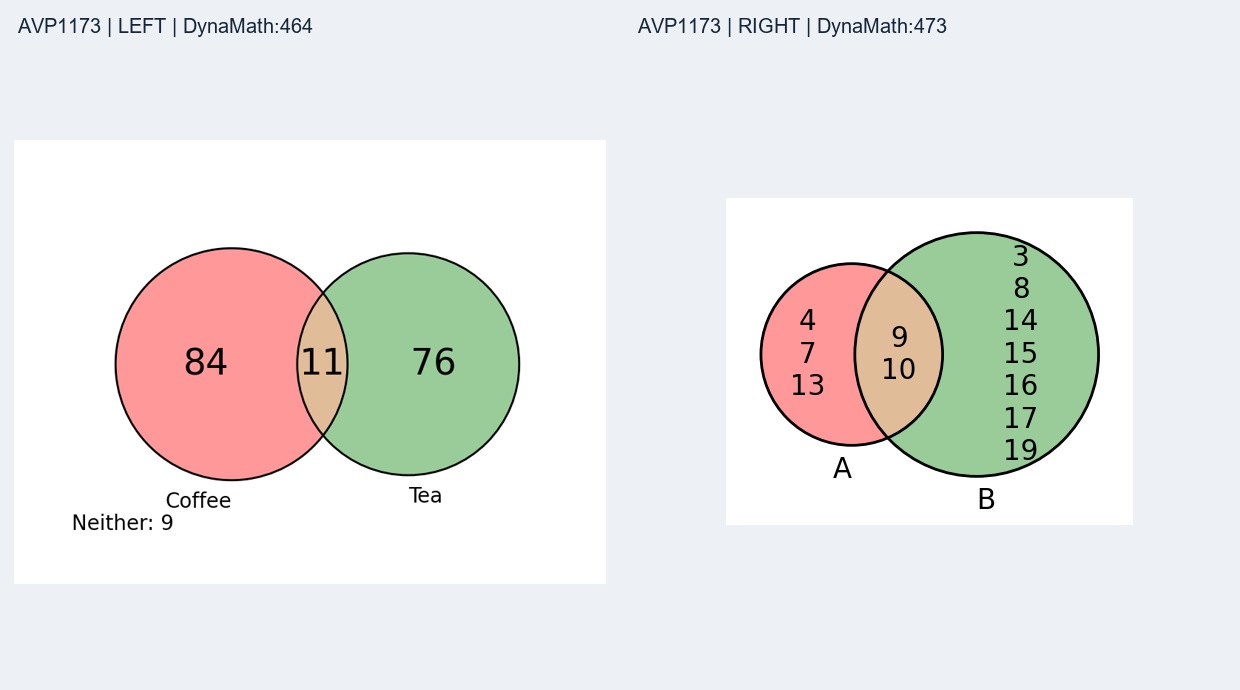 AVP1173 | LEFT | DynaMath:464
84
11
76
Coffee
Tea
Neither: 9
AVP1173 | RIGHT | DynaMath:473
4
7
13
9
10
3
8
14
15
16
17
19
A
B